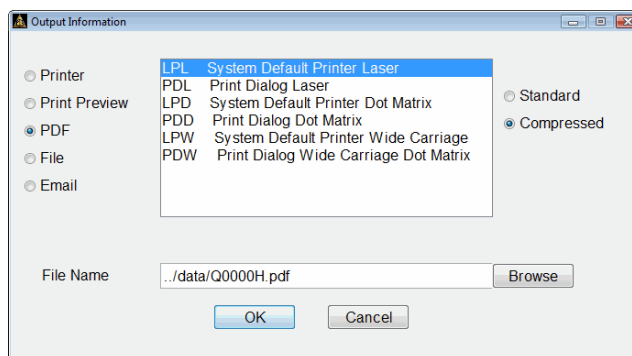 Output Information
Printer
Print Preview
PDF
File
Email
LPL System Default Printer Laser
PDL Print Dialog Laser
LPD System Default Printer Dot Matrix
PDD Print Dialog Dot Matrix
LPW System Default Printer Wide Carriage
PDW Print Dialog Wide Carriage Dot Matrix
Standard
Compressed
File Name ../data/Q0000H.pdf Browse
OK Cancel